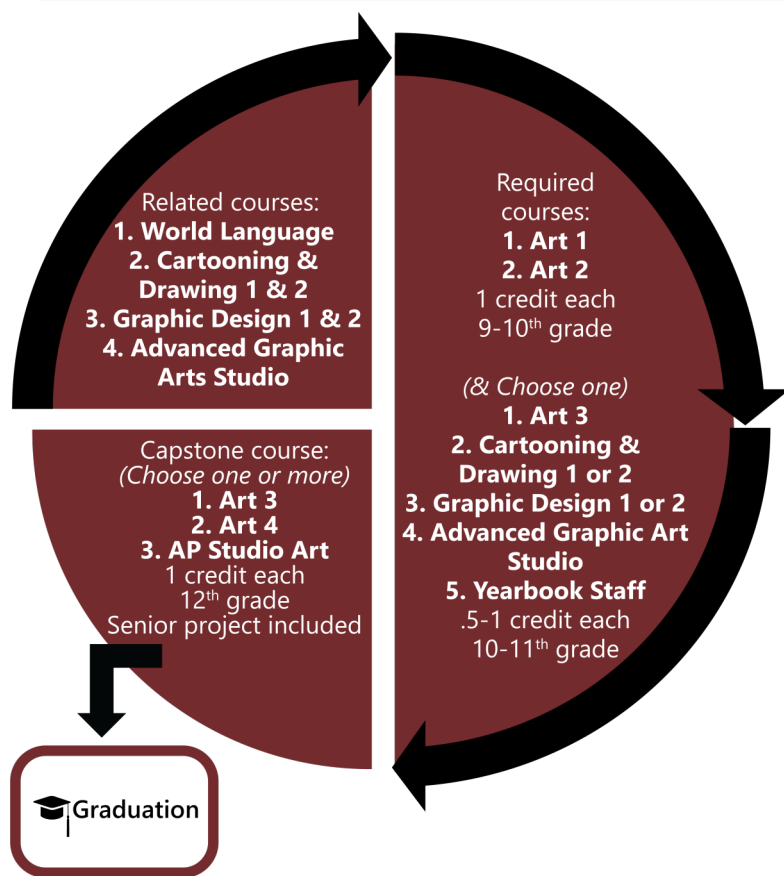 Related courses:
1. World Language
2. Cartooning &
Drawing 1 & 2
3. Graphic Design 1 & 2
4. Advanced Graphic
Arts Studio
Required
courses:
1. Art 1
2. Art 2
1 credit each
9-10th grade
(& Choose one)
1. Art 3
2. Cartooning &
Drawing 1 or 2
3. Graphic Design 1 or 2
4. Advanced Graphic Art
Studio
5. Yearbook Staff
.5-1 credit each
10-11th grade
Capstone course:
(Choose one or more)
1. Art 3
2. Art 4
3. AP Studio Art
1 credit each
12th grade
Senior project included
Graduation